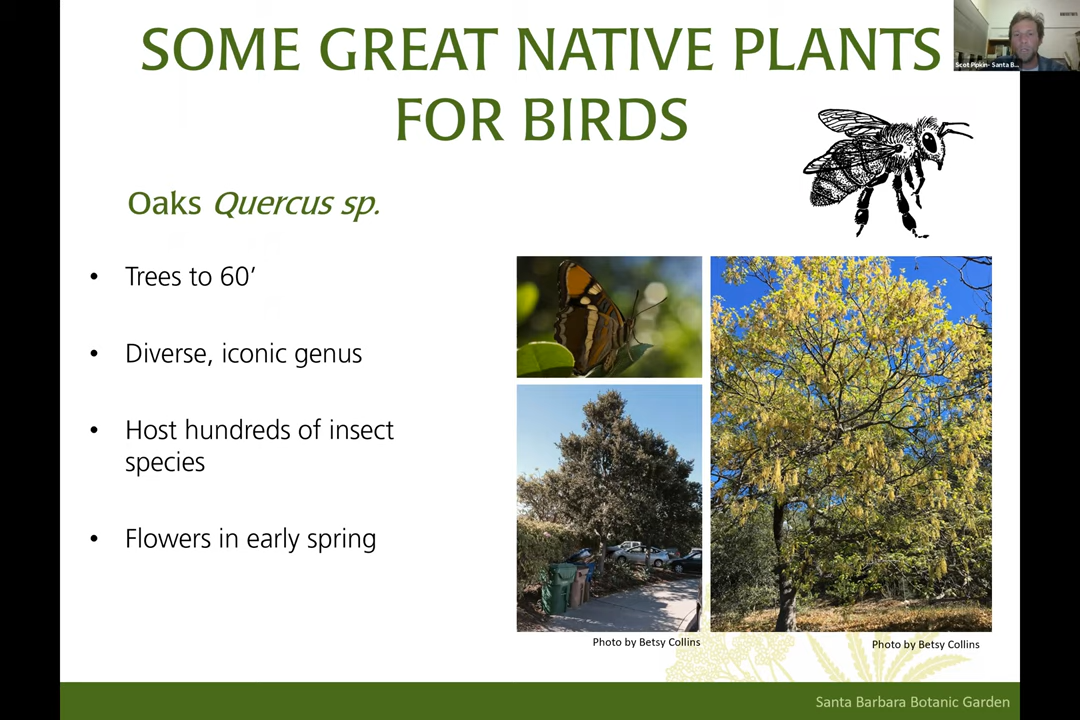 SOME GREAT NATIVE PLANTS
FOR BIRDS
Scot Pipkin- Santa B...
Oaks Quercus sp.
• Trees to 60’
• Diverse, iconic genus
• Host hundreds of insect
species
• Flowers in early spring
Photo by Betsy Collins
Photo by Betsy Collins
Santa Barbara Botanic Garden